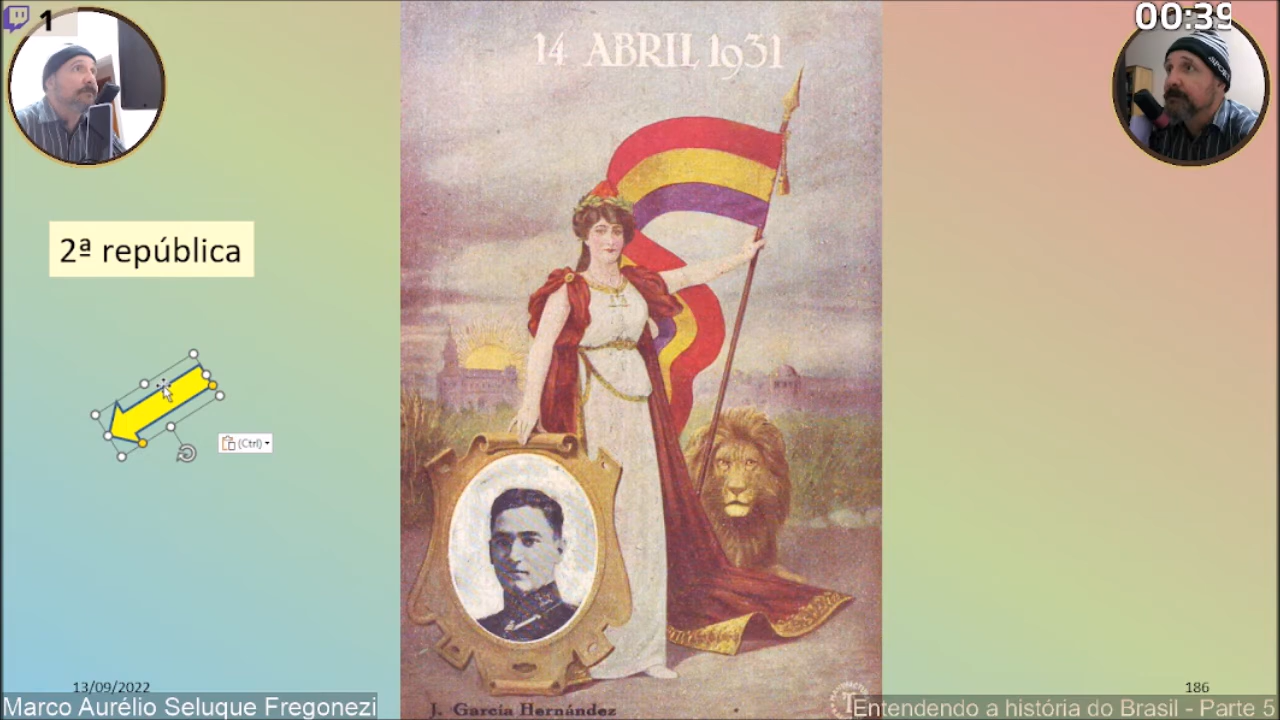 1
00:39
14 ABRIL 1931
2ª república
(Ctrl)
13/09/2022
186
Marco Aurélio Seluque Fregonezi
J. García Hernández
Entendendo a história do Brasil - Parte 5